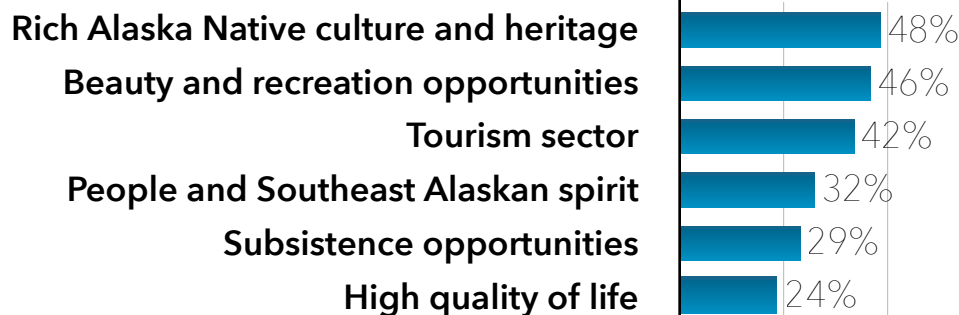 Rich Alaska Native culture and heritage 48%
Beauty and recreation opportunities 46%
Tourism sector 42%
People and Southeast Alaskan spirit 32%
Subsistence opportunities 29%
High quality of life 24%